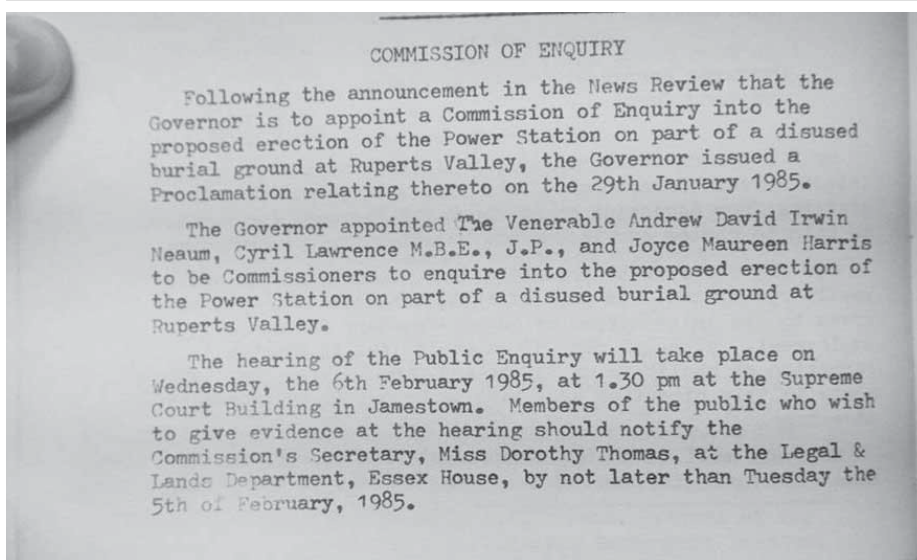 COMMISSION OF ENQUIRY
Following the announcement in the News Review that the
Governor is to appoint a Commission of Enquiry into the
proposed erection of the Power Station on part of a disused
burial ground at Ruperts Valley, the Governor issued a
Proclamation relating thereto on the 29th January 1985.
The Governor appointed The Venerable Andrew David Irwin
Neaum, Cyril Lawrence M.B.E., J.P., and Joyce Maureen Harris
to be Commissioners to enquire into the proposed erection of
the Power Station on part of a disused burial ground at
Ruperts Valley.
The hearing of the Public Enquiry will take place on
Wednesday, the 6th February 1985, at 1.30 pm at the Supreme
Court Building in Jamestown. Members of the public who wish
to give evidence at the hearing should notify the
Commission's Secretary, Miss Dorothy Thomas, at the Legal &
Lands Department, Essex House, by not later than Tuesday the
5th of February, 1985.